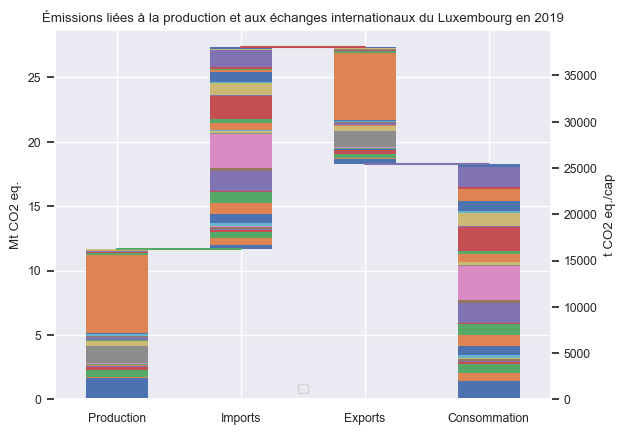 Émissions liées à la production et aux échanges internationaux du Luxembourg en 2019
Mt CO2 eq.
25
20
15
10
5
0
35000
30000
25000
20000
15000
10000
5000
0
t CO2 eq./cap
Production
Imports
Exports
Consommation